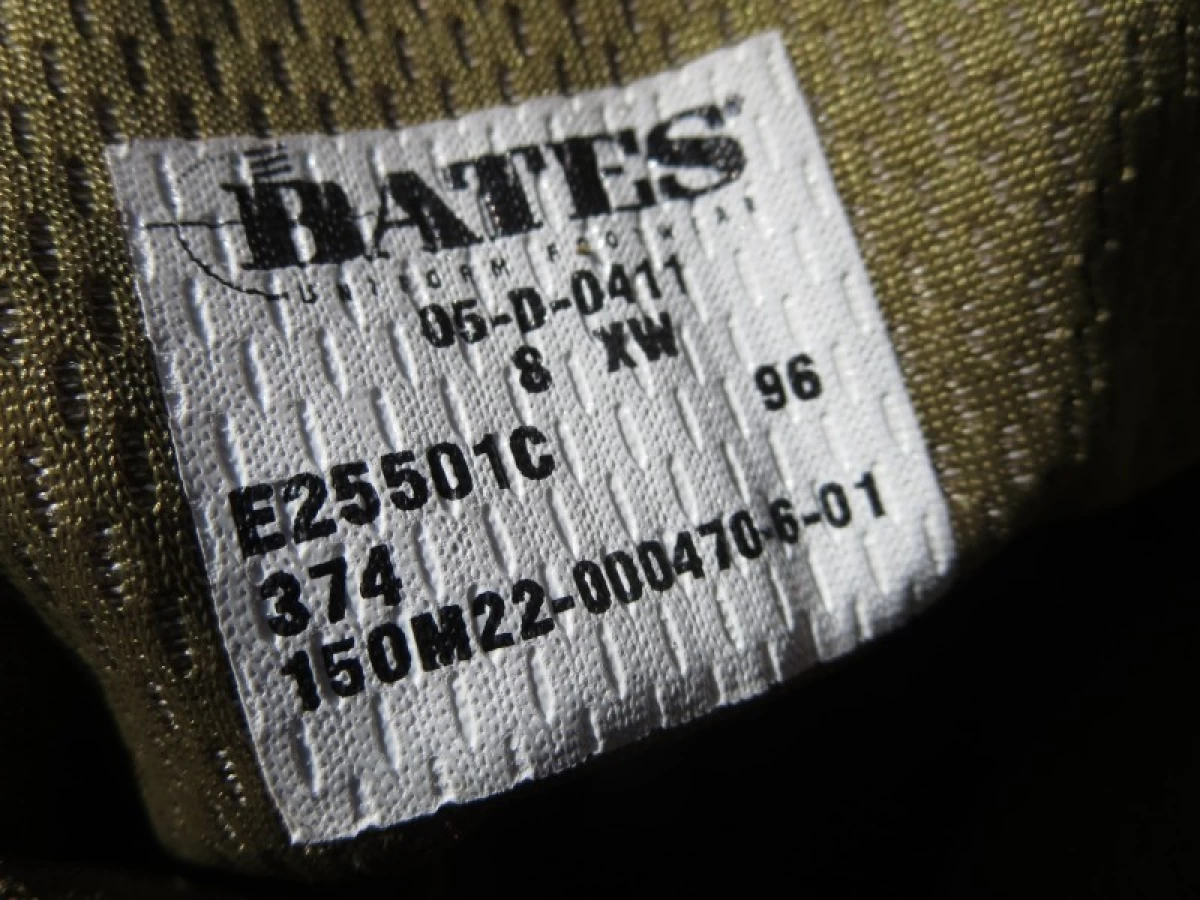 BATES®
UNIFORM FOOTWEAR
05-D-0411
8 XW
96
E25501C
374
150M22-000470-6-01